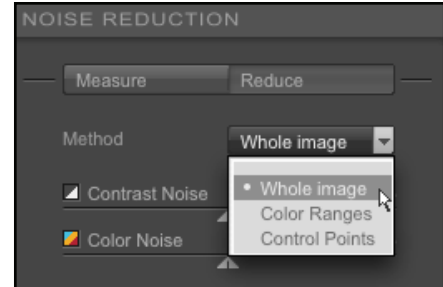 NOISE REDUCTION
Measure Reduce
Method Whole image
Contrast Noise
Color Noise
Whole image
Color Ranges
Control Points